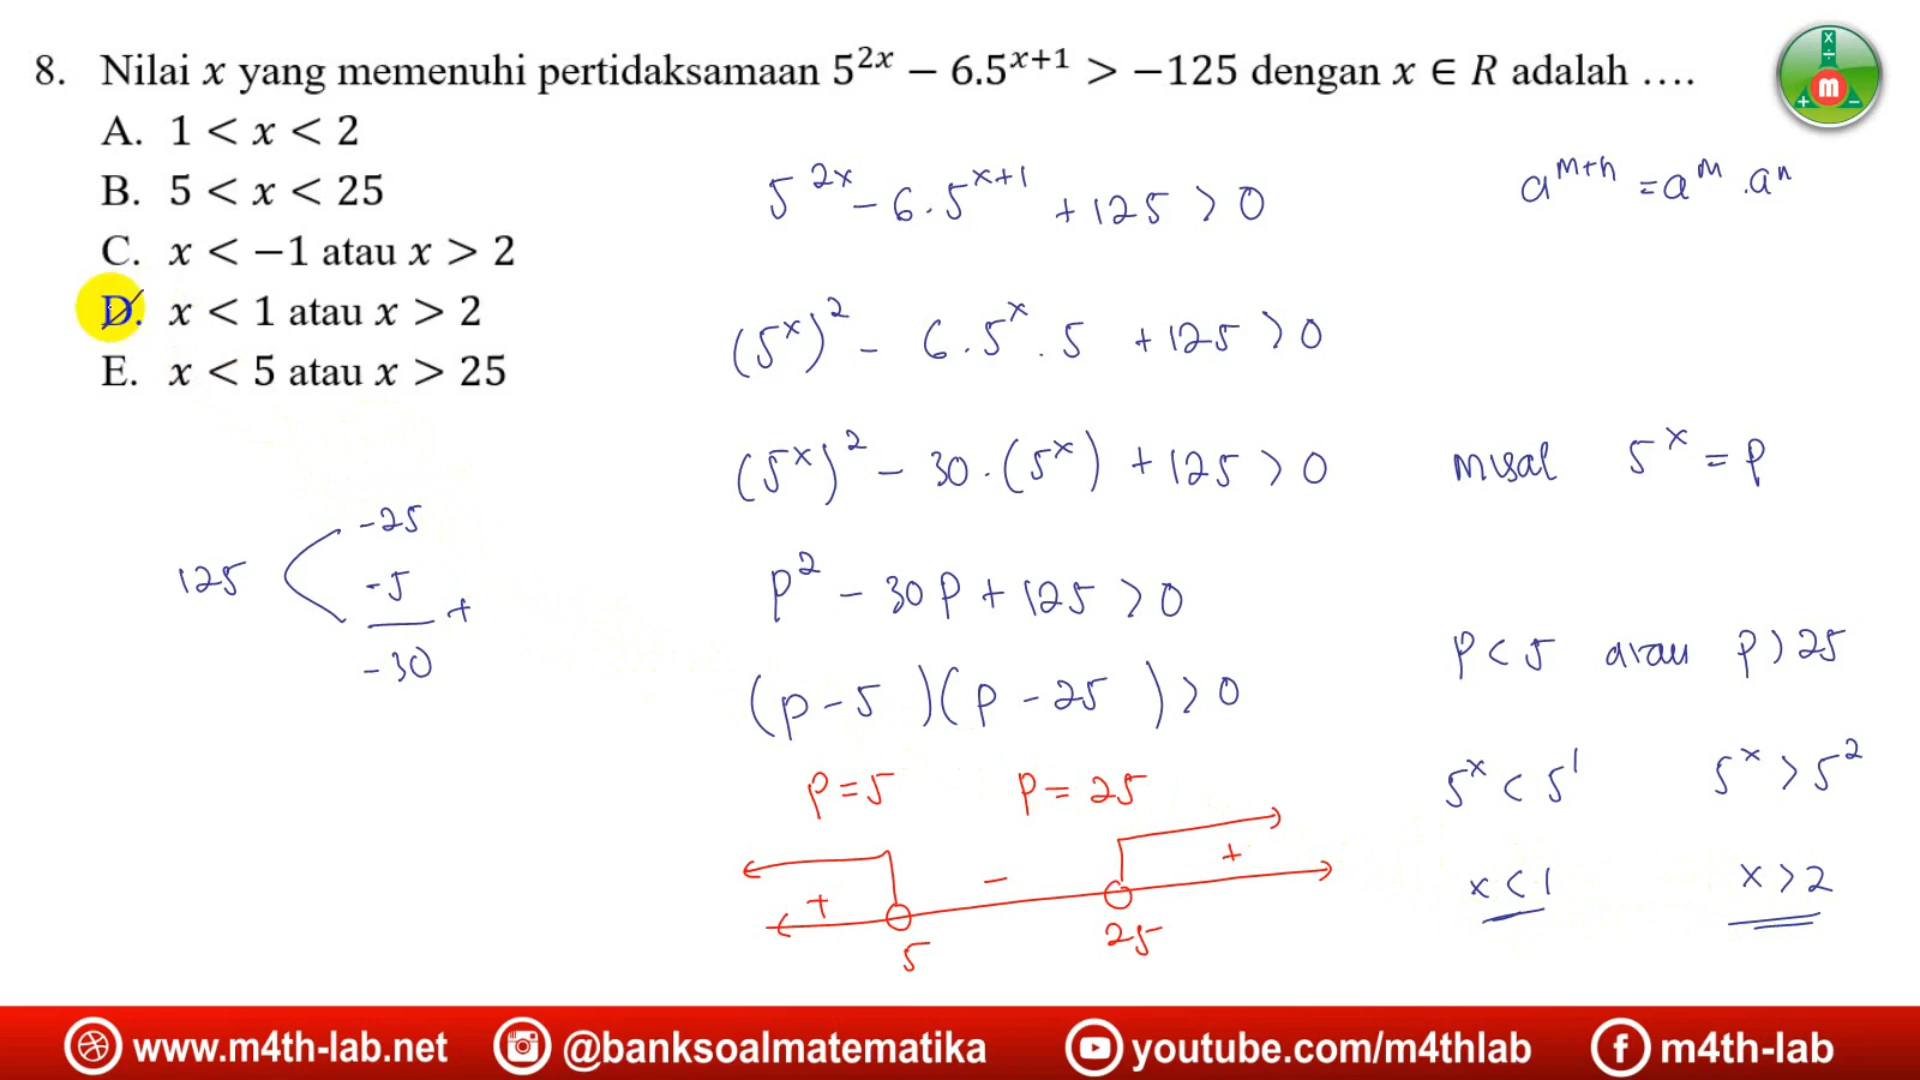 8. Nilai x yang memenuhi pertidaksamaan 5^{2x} − 6.5^{x+1} > −125 dengan x ∈ R adalah ....
A. 1 < x < 2
B. 5 < x < 25
C. x < −1 atau x > 2
D. x < 1 atau x > 2
E. x < 5 atau x > 25
5^{2x} - 6.5^{x+1} + 125 > 0
a^{m+n} = a^m . a^n
(5^x)^2 - 6.5^x.5 + 125 > 0
(5^x)^2 - 30.(5^x) + 125 > 0
misal 5^x = p
125
-25
-5
+
-30
p^2 - 30p + 125 > 0
(p-5)(p-25) > 0
p=5 p=25
+ - +
5 25
p<5 atau p>25
5^x < 5^1 5^x > 5^2
x<1 x>2
www.m4th-lab.net @banksoalmatematika youtube.com/m4thlab m4th-lab
x
÷
m
+ −